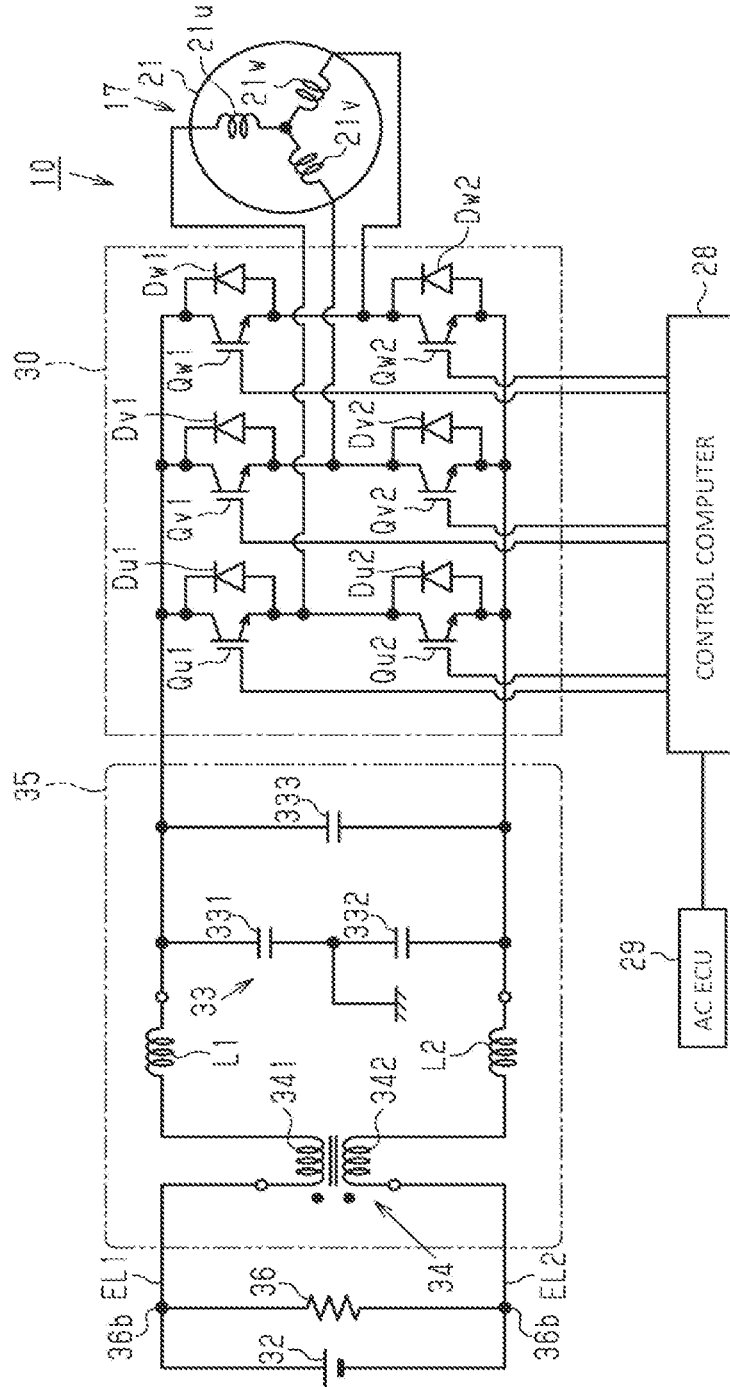 10
17
21
21u
21w
21v
30
Dw1
Dv1
Du1
Qw1
Qv1
Qu1
Dw2
Dv2
Du2
Qw2
Qv2
Qu2
28
CONTROL COMPUTER
29
AC ECU
35
333
331
332
33
L1
L2
341
342
34
EL1
EL2
36b
36
32
36b